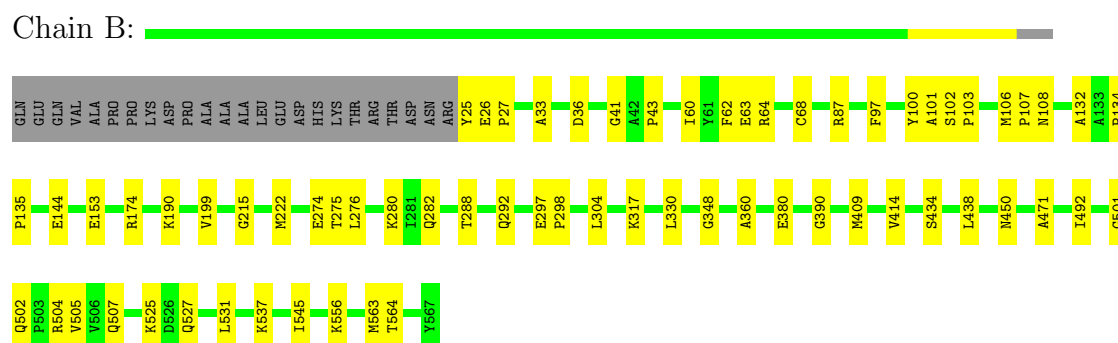 Chain B:
GLN GLU GLN VAL ALA PRO PRO LYS ASP PRO ALA ALA ALA LEU GLU ASP HIS LYS THR ARG THR ASP ASN ARG Y25 E26 P27 A33 D36 G41 A42 P43 I60 Y61 F62 E63 R64 C68 R87 F97 Y100 A101 S102 P103 M106 P107 N108 A132 A133 P134
P135 E144 E153 R174 K190 V199 G215 M222 E274 T275 L276 K280 I281 Q282 T288 Q292 E297 P298 L304 K317 L330 G348 A360 E380 G390 M409 V414 S434 L438 N450 A471 I492
Q502 P503 R504 V505 V506 Q507 K525 D526 Q527 L531 K537 I545 K556 M563 T564 Y567